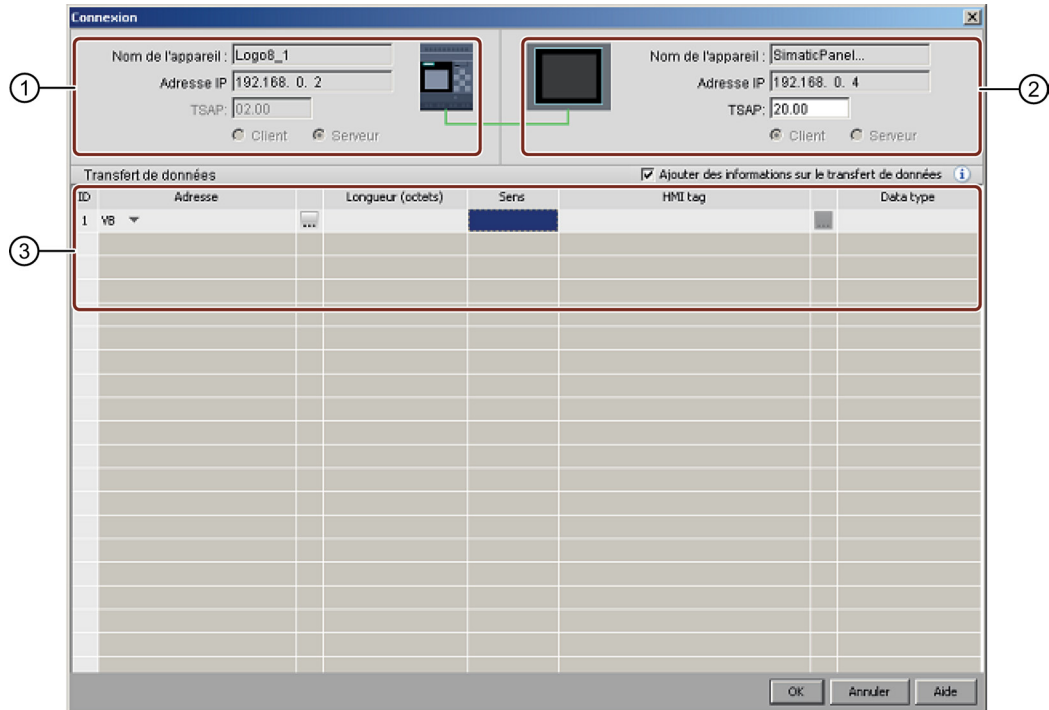 Connexion
Nom de l'appareil : Logo8_1
Adresse IP 192.168. 0. 2
TSAP: 02.00
Client Serveur
Nom de l'appareil : SimaticPanel...
Adresse IP 192.168. 0. 4
TSAP: 20.00
Client Serveur
1
2
Transfert de données Ajouter des informations sur le transfert de données i
ID Adresse Longueur (octets) Sens HMI tag Data type
1 VB ... ...
3
OK Annuler Aide